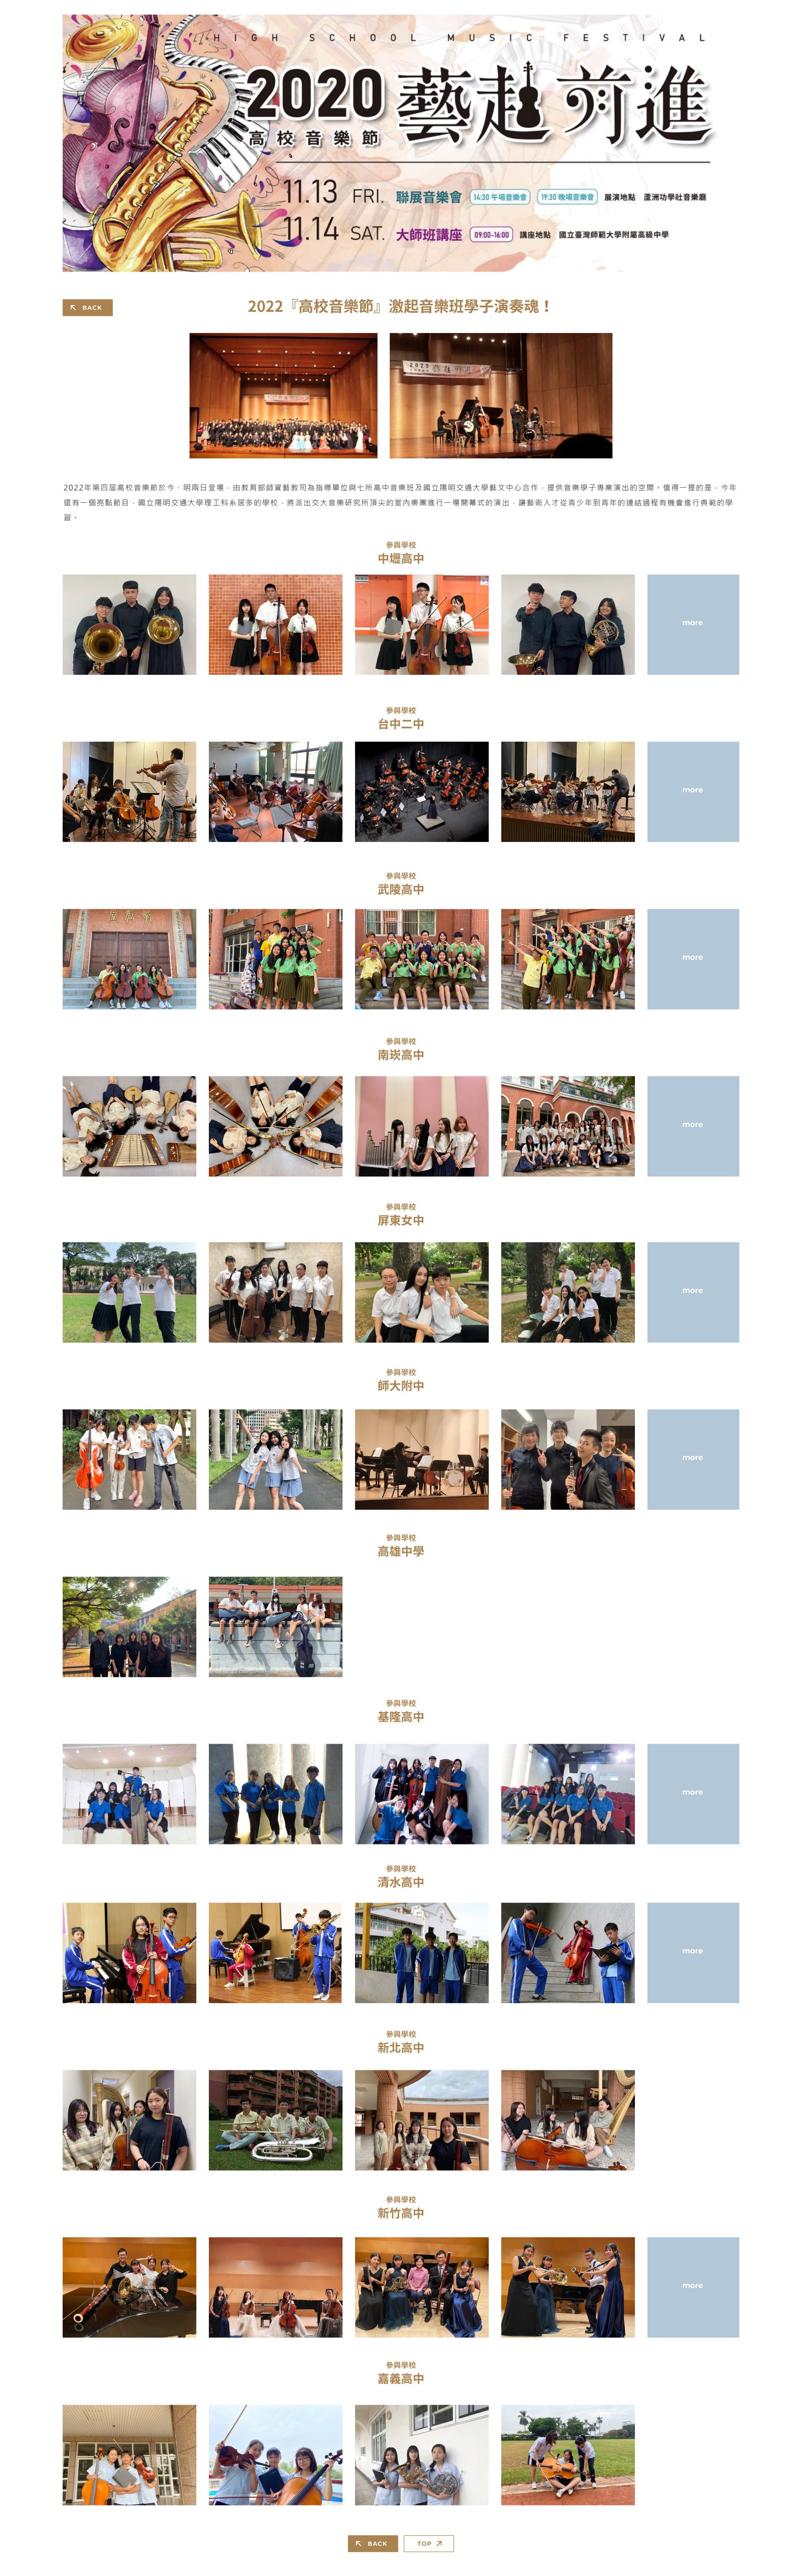 HIGH SCHOOL MUSIC FESTIVAL
2020 藝起前進
高校音樂節
11.13 FRI. 聯展音樂會 14:30 午場音樂會 19:30 晚場音樂會 展演地點 蘆洲功學社音樂廳
11.14 SAT. 大師班講座 09:00-16:00 講座地點 國立臺灣師範大學附屬高級中學
BACK
2022『高校音樂節』激起音樂班學子演奏魂！
2022年第四屆高校音樂節於今、明兩日登場，由教育部師資藝教司為指導單位與七所高中音樂班及國立陽明交通大學藝文中心合作，提供音樂學子專業演出的空間。值得一提的是，今年
還有一個亮點節目，國立陽明交通大學理工科系居多的學校，將派出交大音樂研究所頂尖的室內樂團進行一場開幕式的演出，讓藝術人才從青少年到青年的連結過程有機會進行典範的學
習。
參與學校
中壢高中
more
參與學校
台中二中
more
參與學校
武陵高中
more
參與學校
南崁高中
more
參與學校
屏東女中
more
參與學校
師大附中
more
參與學校
高雄中學
參與學校
基隆高中
more
參與學校
清水高中
more
參與學校
新北高中
參與學校
新竹高中
more
參與學校
嘉義高中
BACK
TOP